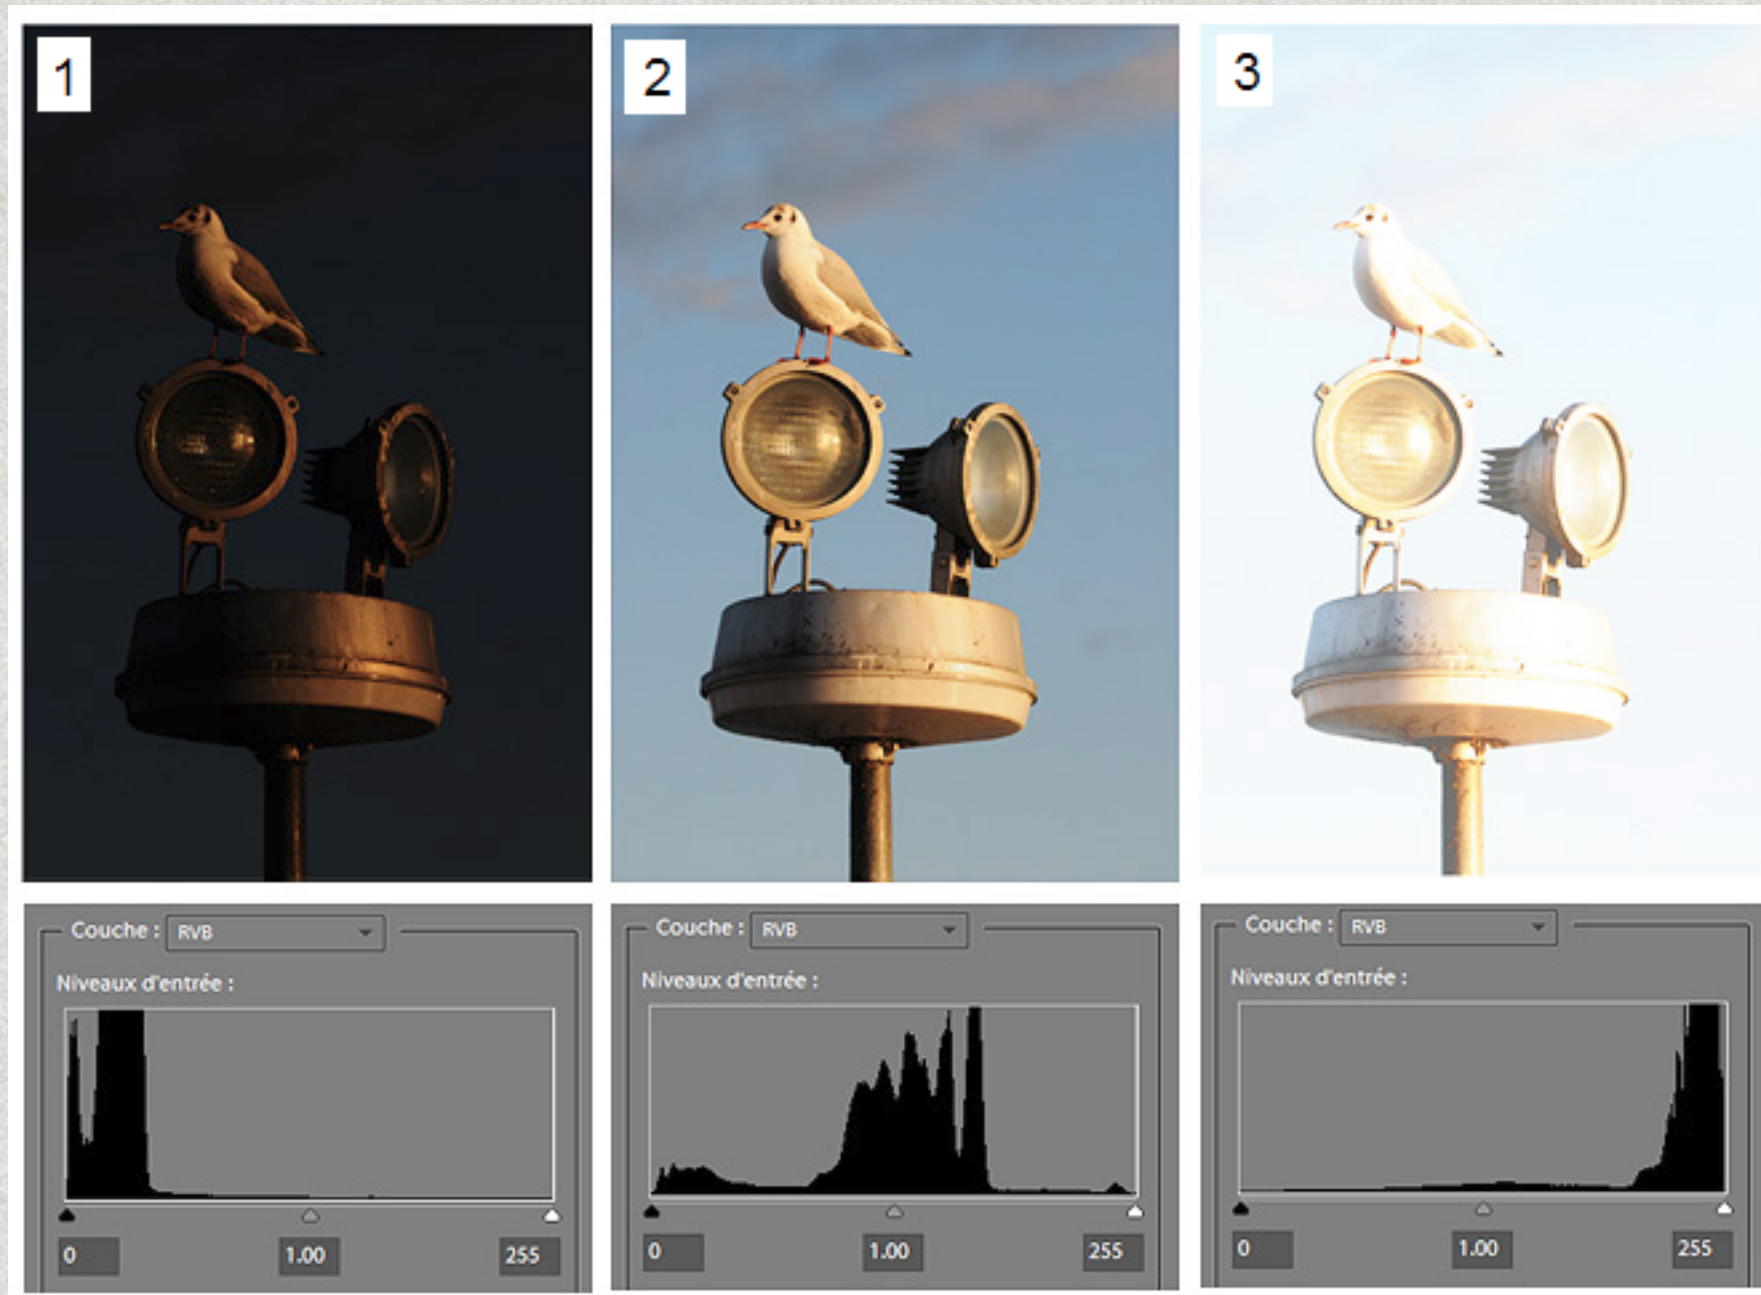 1
2
3
Couche : RVB
Niveaux d'entrée :
0 1.00 255
Couche : RVB
Niveaux d'entrée :
0 1.00 255
Couche : RVB
Niveaux d'entrée :
0 1.00 255